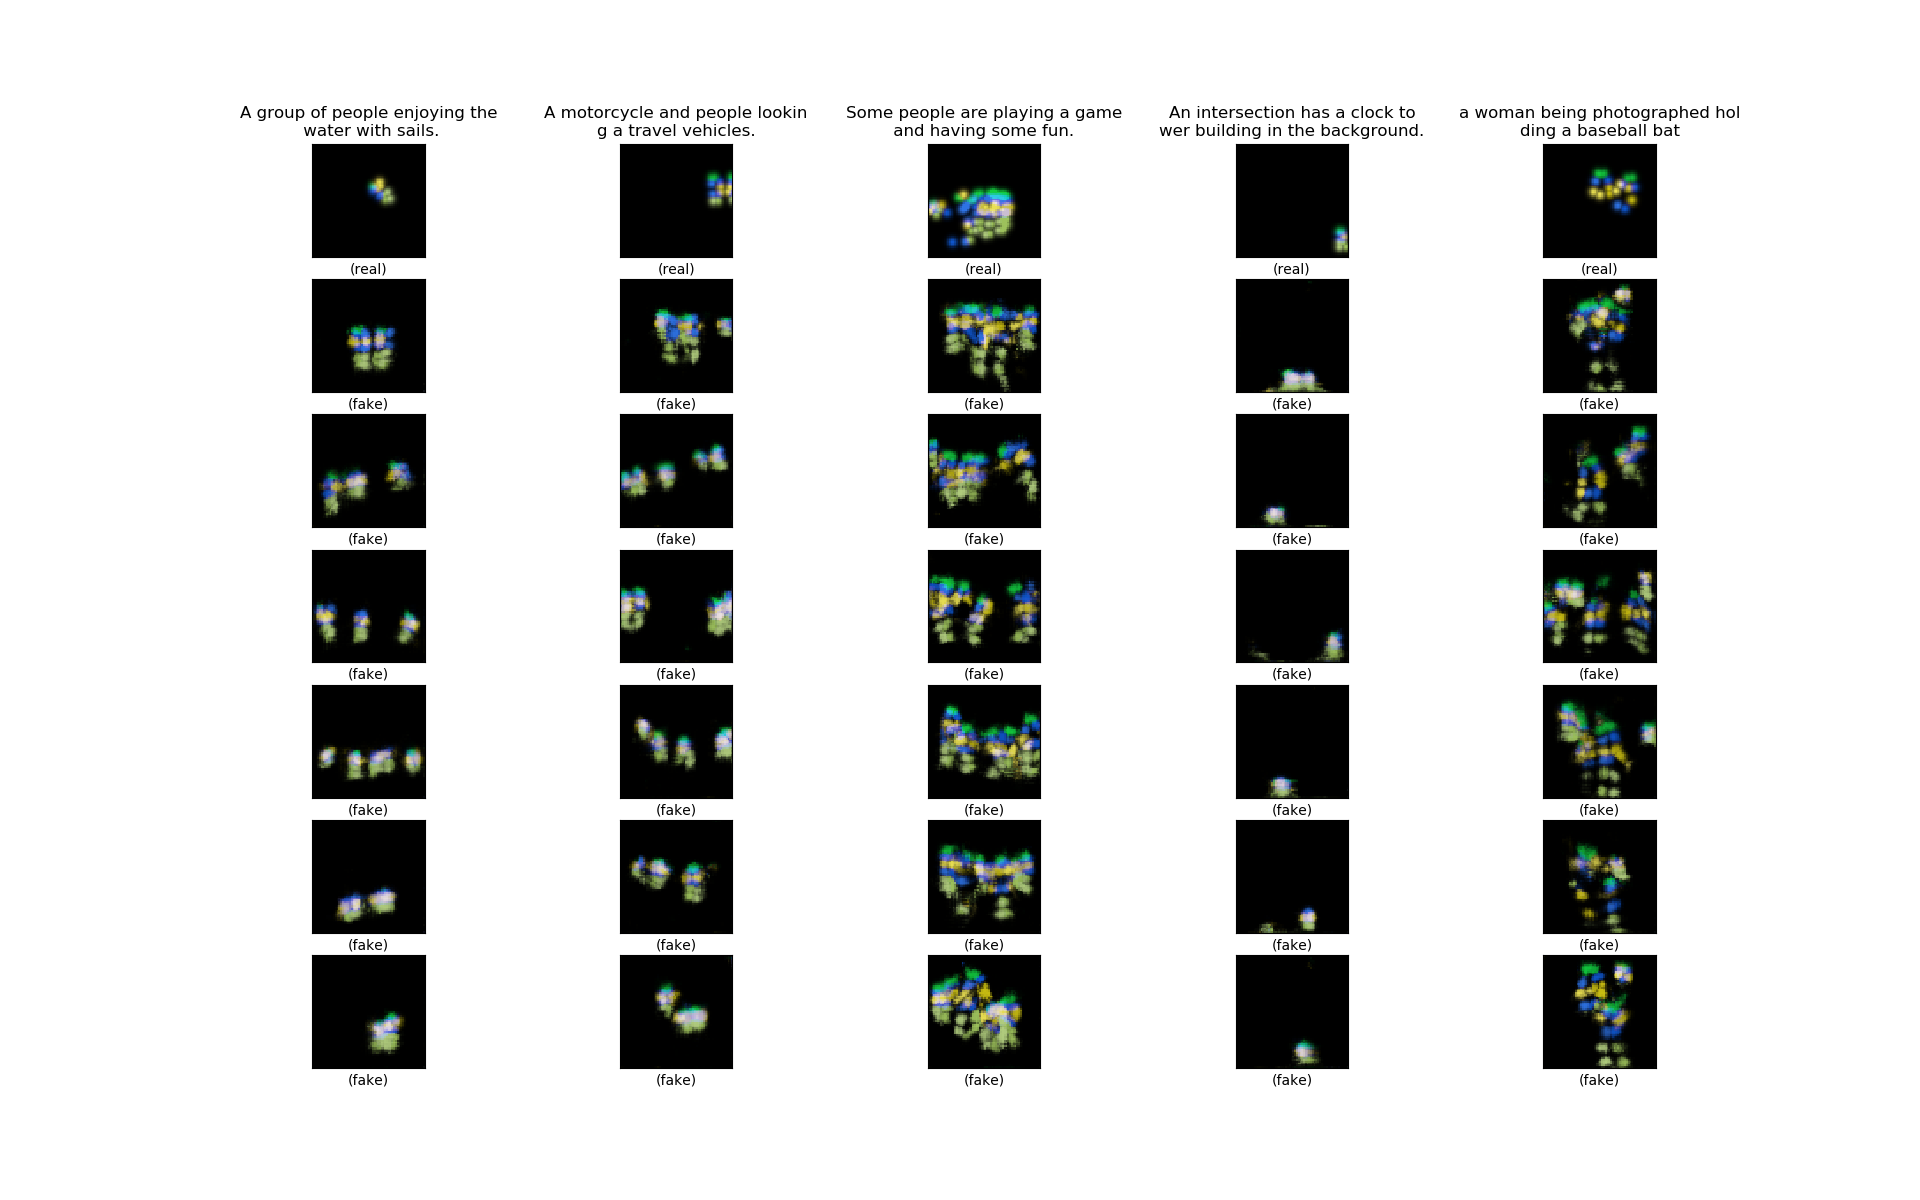 A group of people enjoying the
water with sails.
A motorcycle and people lookin
g a travel vehicles.
Some people are playing a game
and having some fun.
An intersection has a clock to
wer building in the background.
a woman being photographed hol
ding a baseball bat
(real) (real) (real) (real) (real)
(fake) (fake) (fake) (fake) (fake)
(fake) (fake) (fake) (fake) (fake)
(fake) (fake) (fake) (fake) (fake)
(fake) (fake) (fake) (fake) (fake)
(fake) (fake) (fake) (fake) (fake)
(fake) (fake) (fake) (fake) (fake)